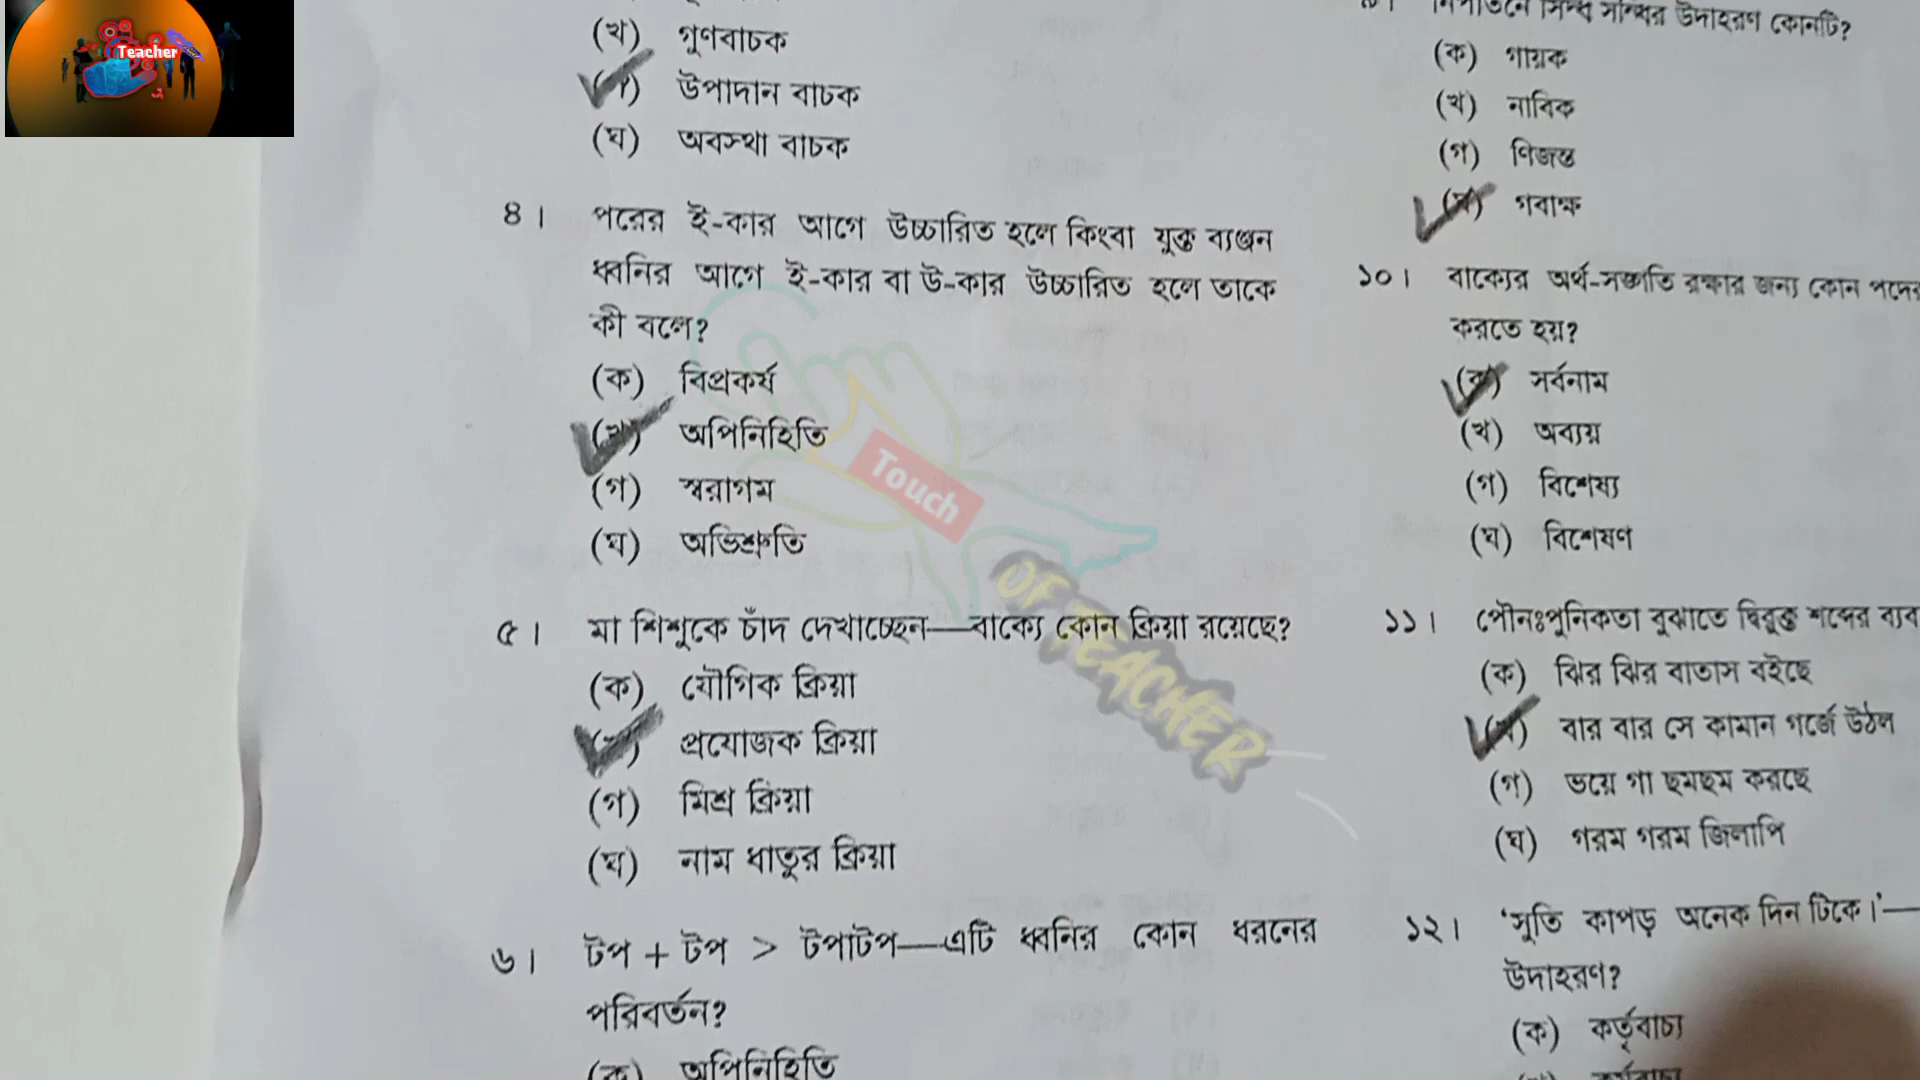 Teacher
(খ) গুণবাচক
উপাদান বাচক
(ঘ) অবস্থা বাচক
৪। পরের ই-কার আগে উচ্চারিত হলে কিংবা যুক্ত ব্যঞ্জন
ধ্বনির আগে ই-কার বা উ-কার উচ্চারিত হলে তাকে
কী বলে?
(ক) বিপ্রকর্ষ
(খ) অপিনিহিতি
(গ) স্বরাগম
(ঘ) অভিশ্রুতি
৫। মা শিশুকে চাঁদ দেখাচ্ছেন—বাক্যে কোন ক্রিয়া রয়েছে?
(ক) যৌগিক ক্রিয়া
প্রযোজক ক্রিয়া
(গ) মিশ্র ক্রিয়া
(ঘ) নাম ধাতুর ক্রিয়া
৬। টপ + টপ > টপাটপ—এটি ধ্বনির কোন ধরনের
পরিবর্তন?
(ক) অপিনিহিতি
৯। নিপাতনে সিদ্ধ সন্ধির উদাহরণ কোনটি?
(ক) গায়ক
(খ) নাবিক
(গ) ণিজন্ত
গবাক্ষ
১০। বাক্যের অর্থ-সঙ্গতি রক্ষার জন্য কোন পদের
করতে হয়?
(ক) সর্বনাম
(খ) অব্যয়
(গ) বিশেষ্য
(ঘ) বিশেষণ
১১। পৌনঃপুনিকতা বুঝাতে দ্বিরুক্ত শব্দের ব্যব
(ক) ঝির ঝির বাতাস বইছে
বার বার সে কামান গর্জে উঠল
(গ) ভয়ে গা ছমছম করছে
(ঘ) গরম গরম জিলাপি
১২। 'সুতি কাপড় অনেক দিন টিকে।'—
উদাহরণ?
(ক) কর্তৃবাচ্য
Touch
OF TEACHER